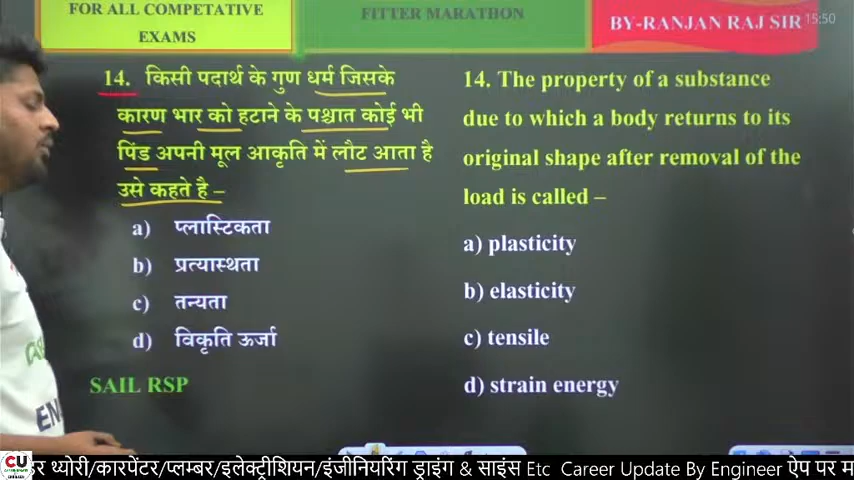 FOR ALL COMPETATIVE
EXAMS
FITTER MARATHON
BY-RANJAN RAJ SIR
15:50
14. किसी पदार्थ के गुण धर्म जिसके
कारण भार को हटाने के पश्चात कोई भी
पिंड अपनी मूल आकृति में लौट आता है
उसे कहते है –
a) प्लास्टिकता
b) प्रत्यास्थता
c) तन्यता
d) विकृति ऊर्जा
SAIL RSP
14. The property of a substance
due to which a body returns to its
original shape after removal of the
load is called –
a) plasticity
b) elasticity
c) tensile
d) strain energy
CU
थ्योरी/कारपेंटर/प्लम्बर/इलेक्ट्रीशियन/इंजीनियरिंग ड्राइंग & साइंस Etc Career Update By Engineer ऐप पर